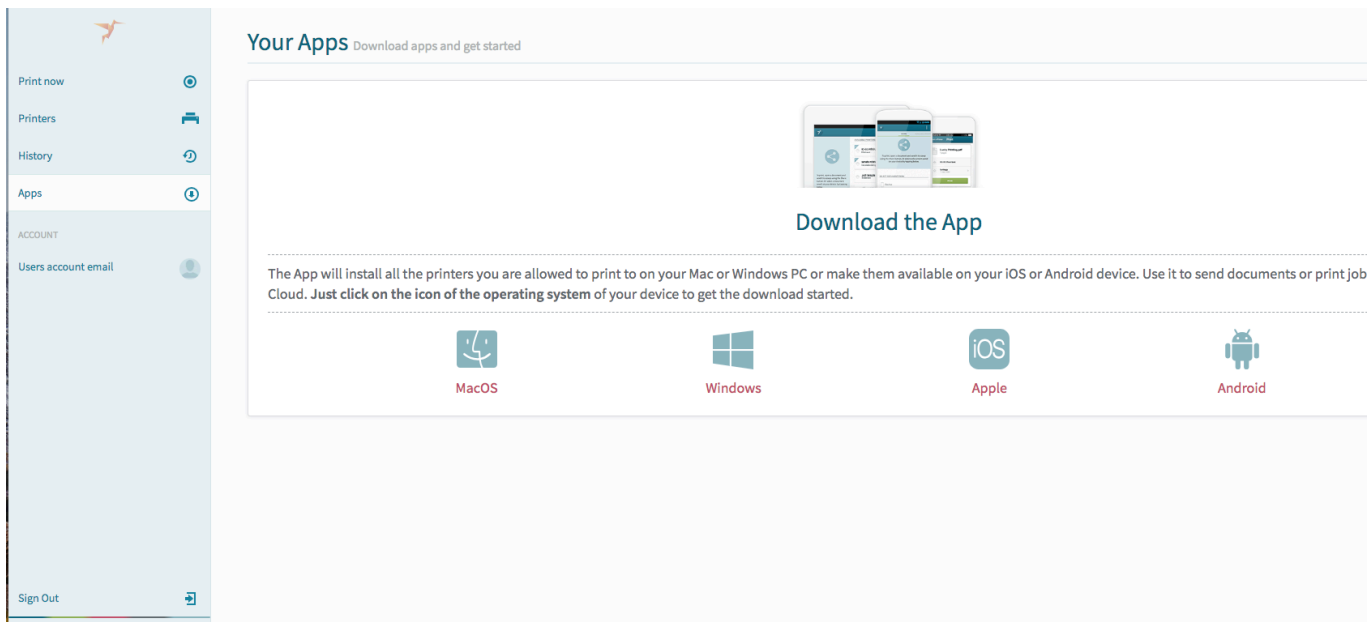 Print now
Printers
History
Apps
ACCOUNT
Users account email
Sign Out
Your Apps Download apps and get started
Download the App
The App will install all the printers you are allowed to print to on your Mac or Windows PC or make them available on your iOS or Android device. Use it to send documents or print job
Cloud. Just click on the icon of the operating system of your device to get the download started.
iOS
MacOS
Windows
Apple
Android